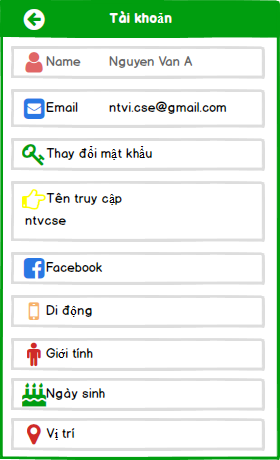 Tài khoản
Name Nguyen Van A
Email ntvi.cse@gmail.com
Thay đổi mật khẩu
Tên truy cập
ntvcse
Facebook
Di động
Giới tính
Ngày sinh
Vị trí